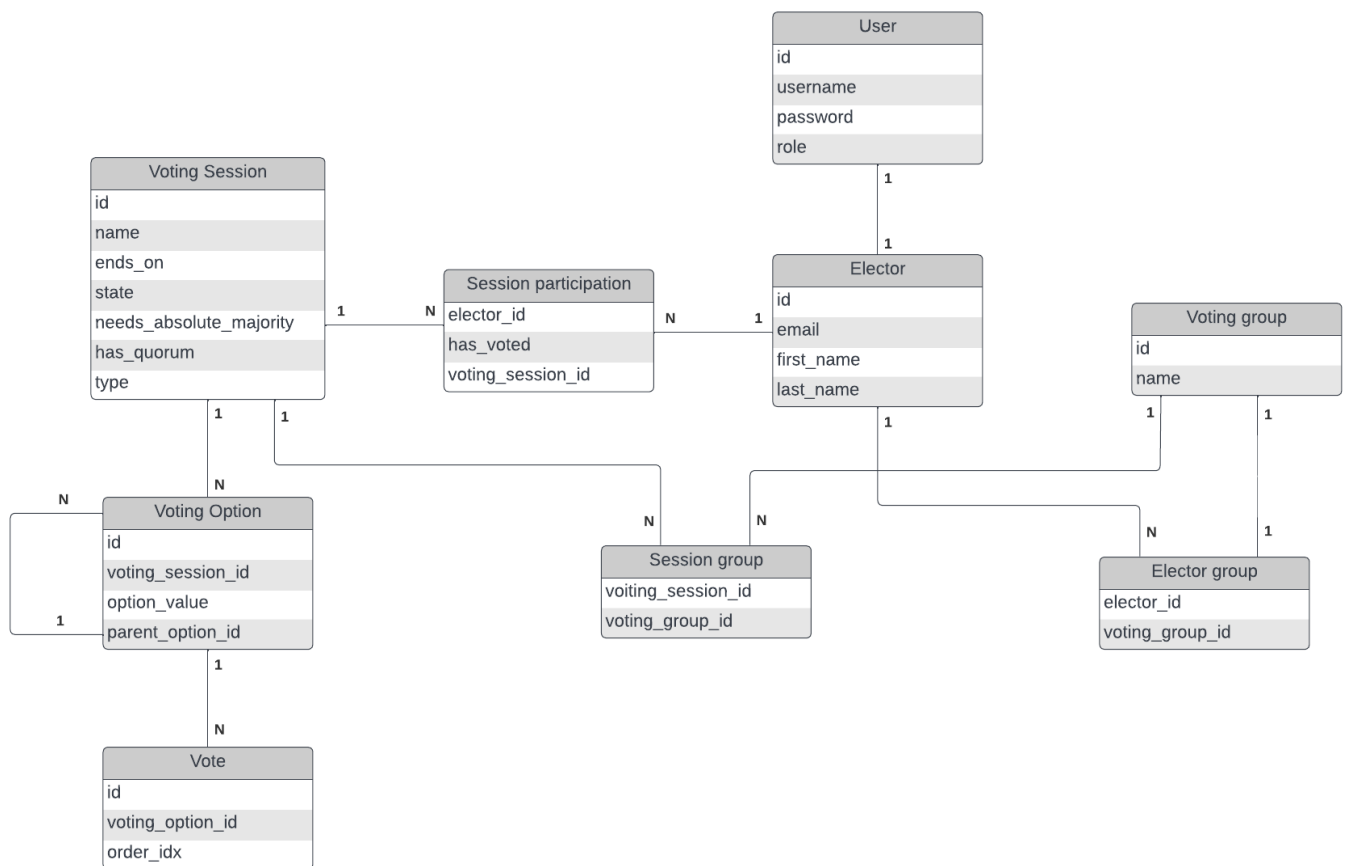 User
id
username
password
role
1
1
Voting Session
id
name
ends_on
state
needs_absolute_majority
has_quorum
type
1
N
Session participation
elector_id
has_voted
voting_session_id
N
1
Elector
id
email
first_name
last_name
1
Voting group
id
name
1
1
1
1
N
N
1
Voting Option
id
voting_session_id
option_value
parent_option_id
N
N
Session group
voiting_session_id
voting_group_id
N
1
Elector group
elector_id
voting_group_id
1
N
Vote
id
voting_option_id
order_idx